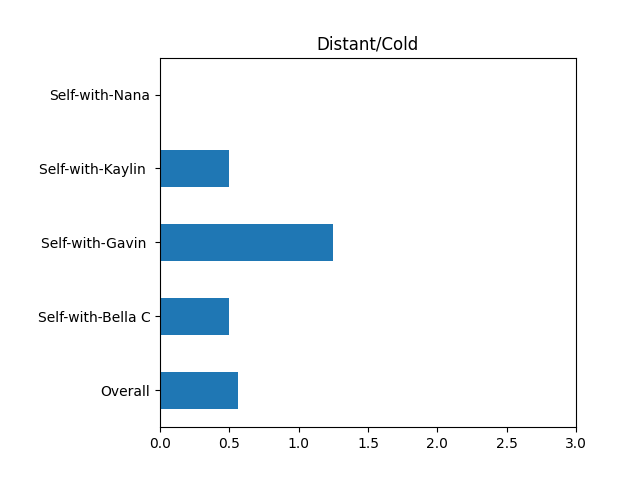 Distant/Cold
Self-with-Nana
Self-with-Kaylin
Self-with-Gavin
Self-with-Bella C
Overall
0.0 0.5 1.0 1.5 2.0 2.5 3.0